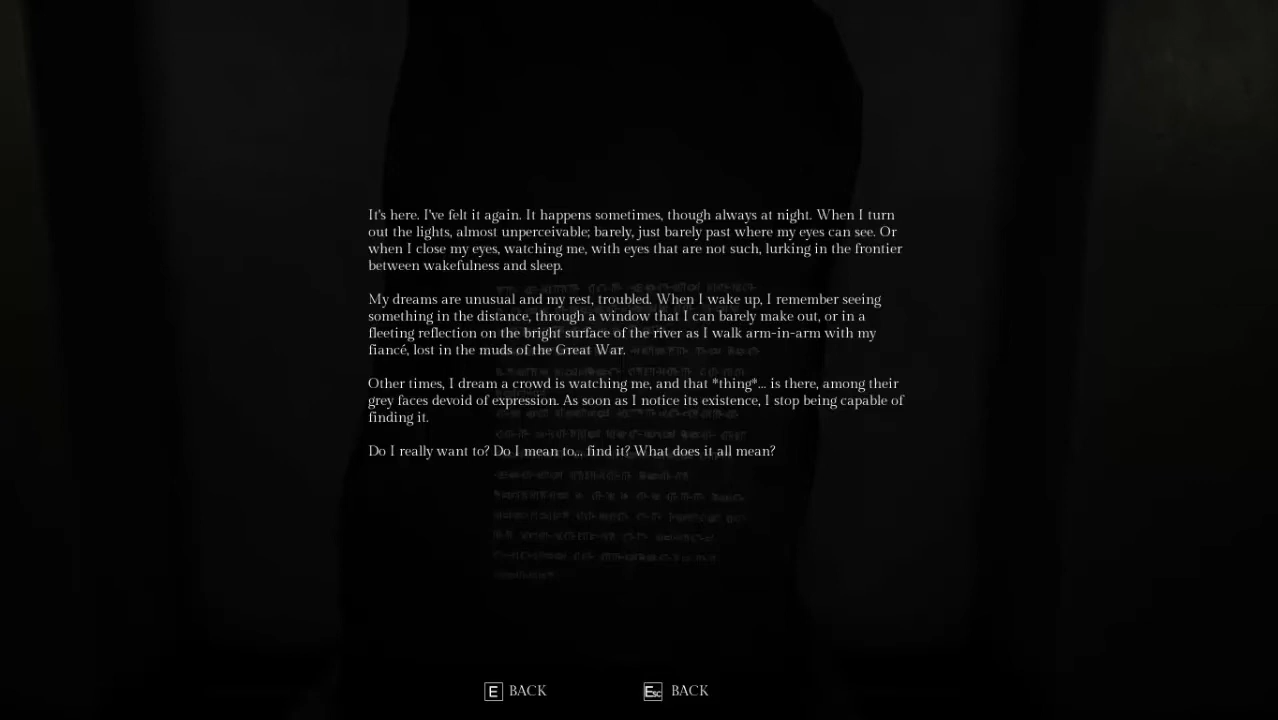 It's here. I've felt it again. It happens sometimes, though always at night. When I turn
out the lights, almost unperceivable; barely, just barely past where my eyes can see. Or
when I close my eyes, watching me, with eyes that are not such, lurking in the frontier
between wakefulness and sleep.
My dreams are unusual and my rest, troubled. When I wake up, I remember seeing
something in the distance, through a window that I can barely make out, or in a
fleeting reflection on the bright surface of the river as I walk arm-in-arm with my
fiancé, lost in the muds of the Great War.
Other times, I dream a crowd is watching me, and that *thing*... is there, among their
grey faces devoid of expression. As soon as I notice its existence, I stop being capable of
finding it.
Do I really want to? Do I mean to... find it? What does it all mean?
E BACK
Esc BACK